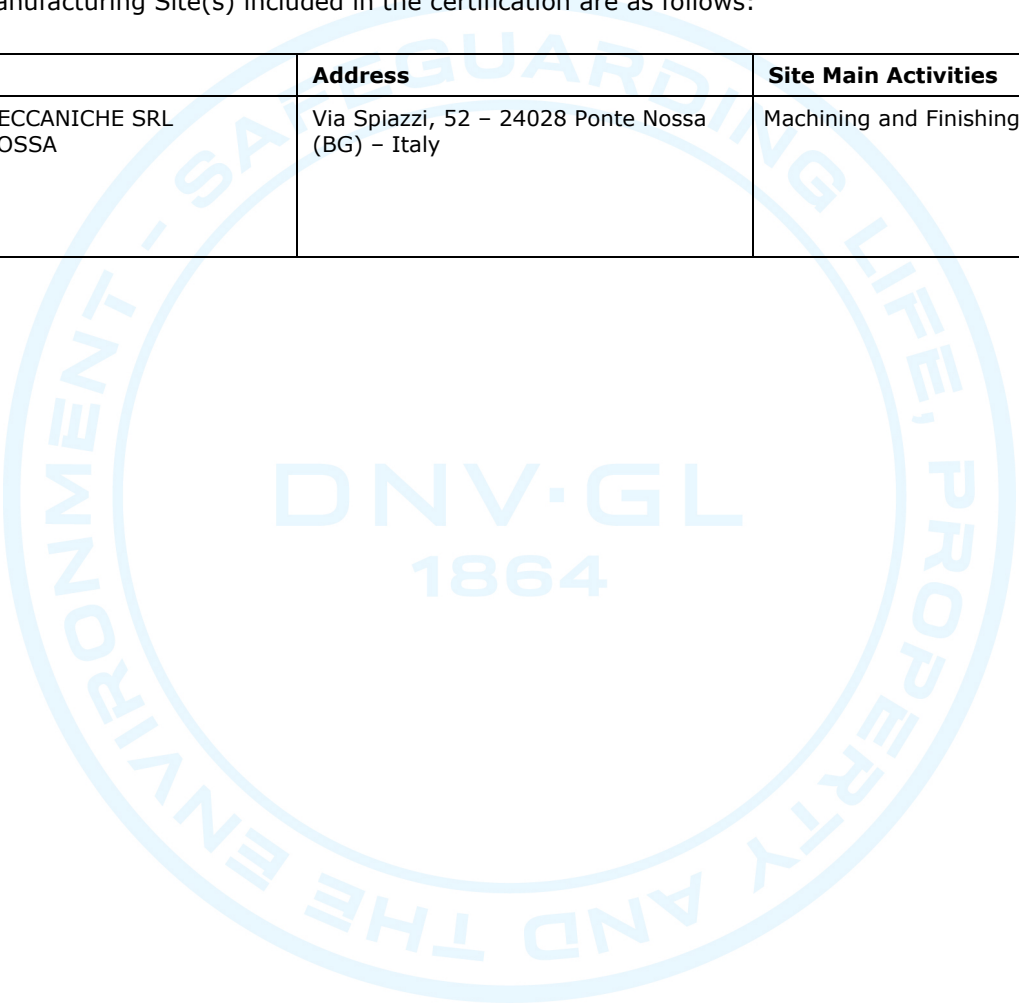 anufacturing Site(s) included in the certification are as follows:
Address
Site Main Activities
ECCANICHE SRL
OSSA
Via Spiazzi, 52 – 24028 Ponte Nossa
(BG) – Italy
Machining and Finishing
SAFEGUARDING LIFE, PROPERTY AND THE ENVIRONMENT -
DNV·GL
1864